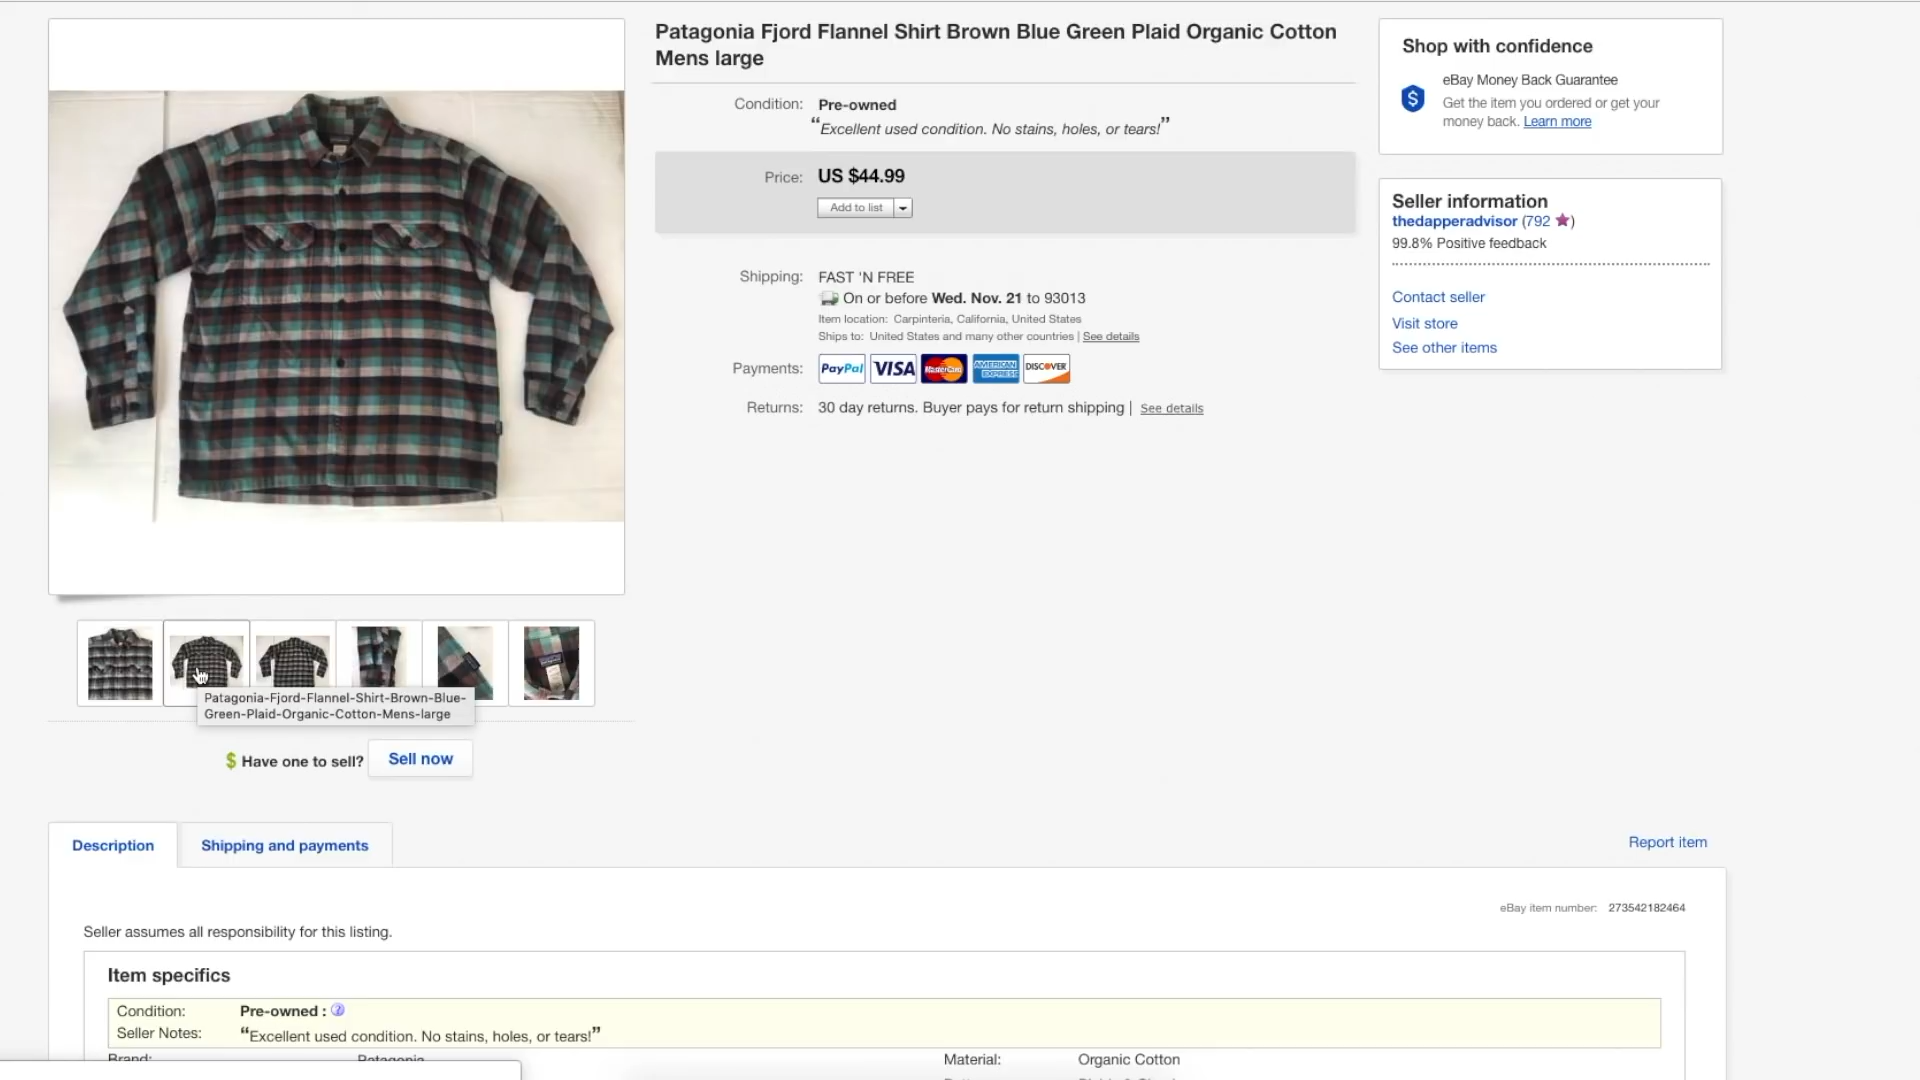 Patagonia Fjord Flannel Shirt Brown Blue Green Plaid Organic Cotton
Mens large
Condition: Pre-owned
“Excellent used condition. No stains, holes, or tears!”
Price: US $44.99
Add to list
Shipping: FAST 'N FREE
On or before Wed. Nov. 21 to 93013
Item location: Carpinteria, California, United States
Ships to: United States and many other countries | See details
Payments: PayPal VISA MasterCard AMERICAN EXPRESS DISCOVER
Returns: 30 day returns. Buyer pays for return shipping | See details
Shop with confidence
eBay Money Back Guarantee
Get the item you ordered or get your
money back. Learn more
Seller information
thedapperadvisor (792 ★)
99.8% Positive feedback
Contact seller
Visit store
See other items
Patagonia-Fjord-Flannel-Shirt-Brown-Blue-
Green-Plaid-Organic-Cotton-Mens-large
$ Have one to sell? Sell now
Description Shipping and payments Report item
eBay item number: 273542182464
Seller assumes all responsibility for this listing.
Item specifics
Condition: Pre-owned :
Seller Notes: “Excellent used condition. No stains, holes, or tears!”
Brand: Patagonia Material: Organic Cotton